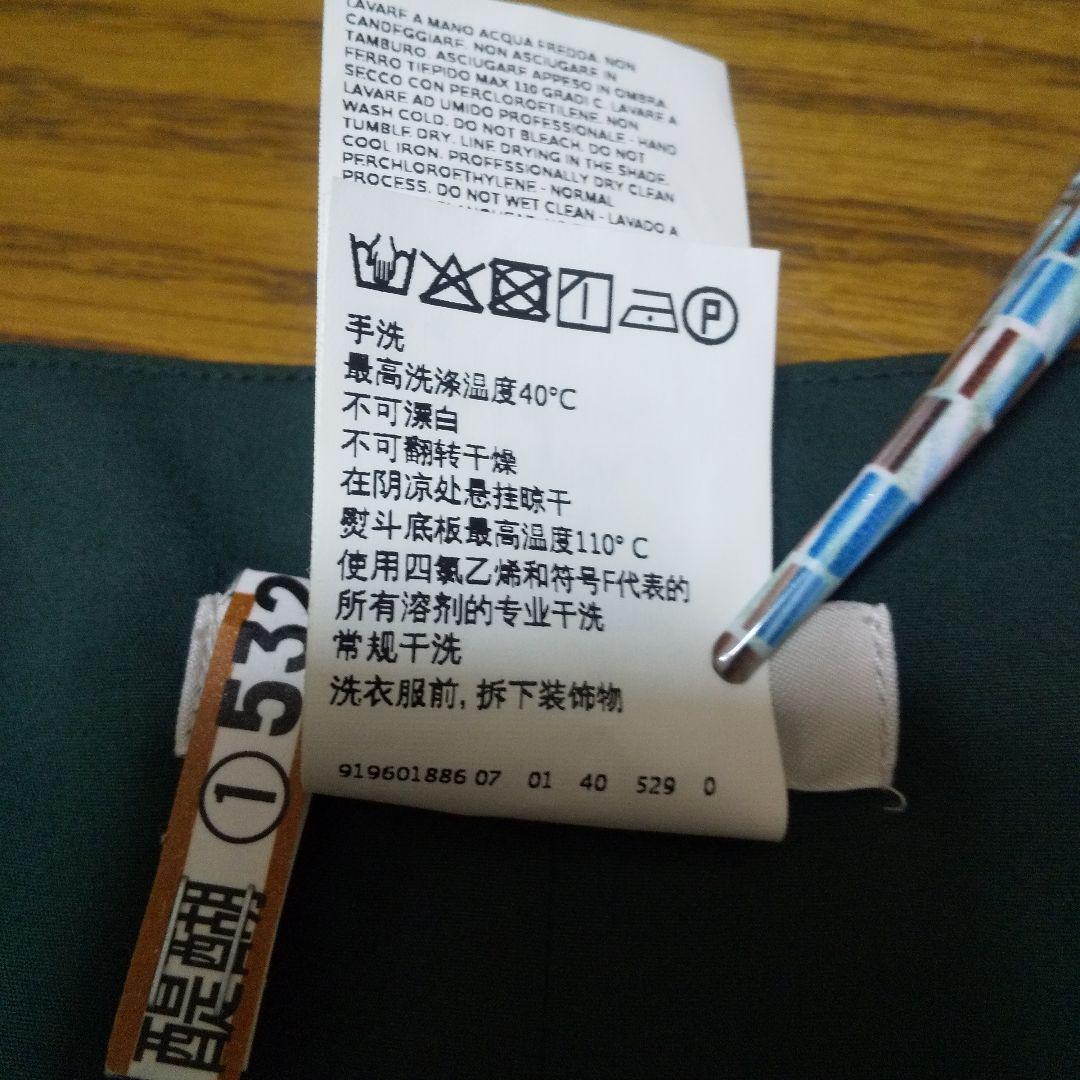 LAVARE A MANO ACQUA FREDDA. NON
CANDEGGIARE. NON ASCIUGARE IN
TAMBURO. ASCIUGARE APPESO IN OMBRA.
FERRO TIEPIDO MAX 110 GRADI C. LAVARE A
SECCO CON PERCLOROETILENE. NON
LAVARE AD UMIDO PROFESSIONALE - HAND
WASH COLD. DO NOT BLEACH. DO NOT
TUMBLE DRY. LINE DRYING IN THE SHADE.
COOL IRON. PROFESSIONALLY DRY CLEAN
PERCHLOROETHYLENE - NORMAL
PROCESS. DO NOT WET CLEAN - LAVADO A
P
手洗
最高洗涤温度40°C
不可漂白
不可翻转干燥
在阴凉处悬挂晾干
熨斗底板最高温度110° C
使用四氯乙烯和符号F代表的
所有溶剂的专业干洗
常规干洗
洗衣服前, 拆下装饰物
919601886 07 01 40 529 0
① 532